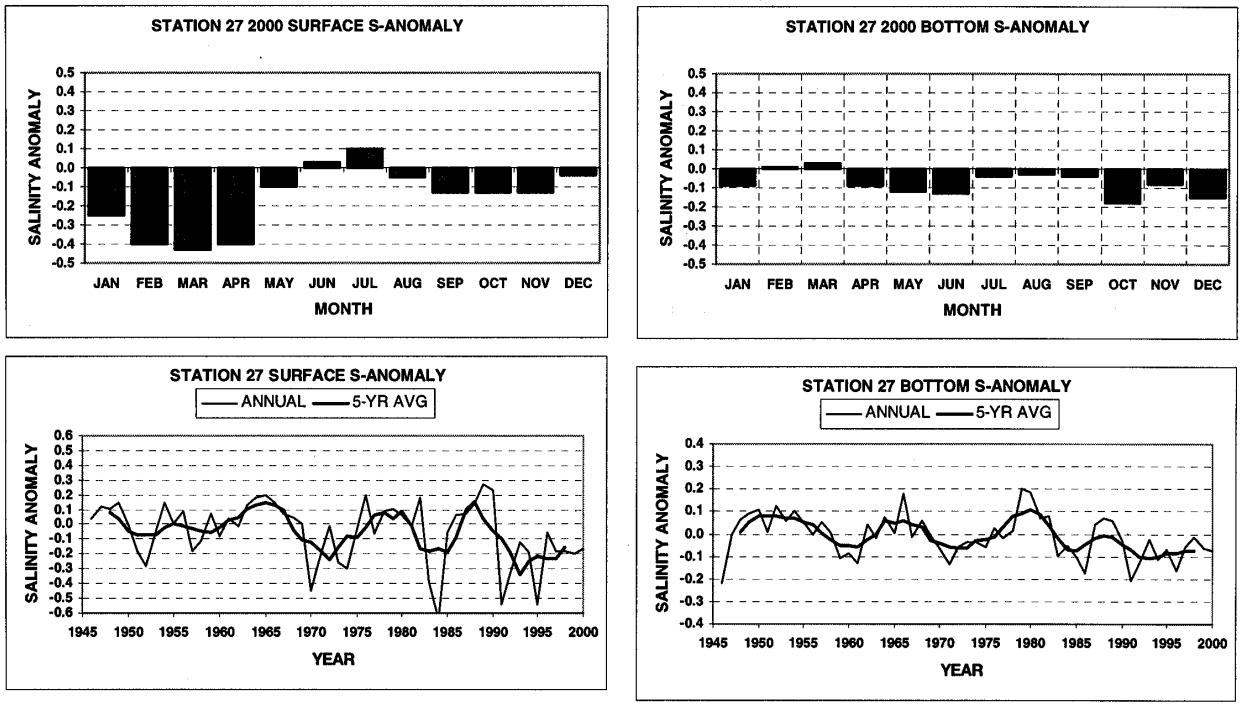 STATION 27 2000 SURFACE S-ANOMALY
SALINITY ANOMALY
0.5
0.4
0.3
0.2
0.1
0.0
-0.1
-0.2
-0.3
-0.4
-0.5
JAN FEB MAR APR MAY JUN JUL AUG SEP OCT NOV DEC
MONTH
STATION 27 2000 BOTTOM S-ANOMALY
SALINITY ANOMALY
0.5
0.4
0.3
0.2
0.1
0.0
-0.1
-0.2
-0.3
-0.4
-0.5
JAN FEB MAR APR MAY JUN JUL AUG SEP OCT NOV DEC
MONTH
STATION 27 SURFACE S-ANOMALY
ANNUAL 5-YR AVG
SALINITY ANOMALY
0.6
0.5
0.4
0.3
0.2
0.1
0.0
-0.1
-0.2
-0.3
-0.4
-0.5
-0.6
1945 1950 1955 1960 1965 1970 1975 1980 1985 1990 1995 2000
YEAR
STATION 27 BOTTOM S-ANOMALY
ANNUAL 5-YR AVG
SALINITY ANOMALY
0.4
0.3
0.2
0.1
0.0
-0.1
-0.2
-0.3
-0.4
1945 1950 1955 1960 1965 1970 1975 1980 1985 1990 1995 2000
YEAR